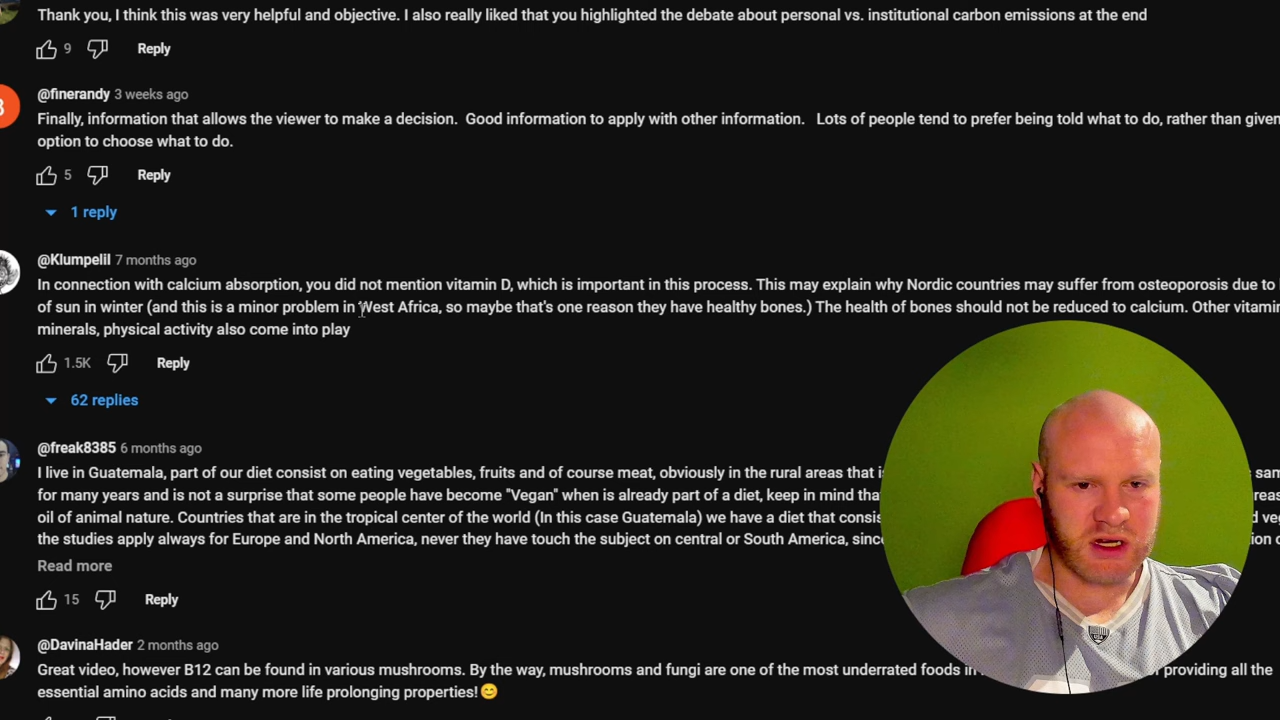 Thank you, I think this was very helpful and objective. I also really liked that you highlighted the debate about personal vs. institutional carbon emissions at the end
9 Reply
@finerandy 3 weeks ago
Finally, information that allows the viewer to make a decision. Good information to apply with other information. Lots of people tend to prefer being told what to do, rather than given
option to choose what to do.
5 Reply
1 reply
@Klumpelil 7 months ago
In connection with calcium absorption, you did not mention vitamin D, which is important in this process. This may explain why Nordic countries may suffer from osteoporosis due to
of sun in winter (and this is a minor problem in West Africa, so maybe that's one reason they have healthy bones.) The health of bones should not be reduced to calcium. Other vitamin
minerals, physical activity also come into play
1.5K Reply
62 replies
@freak8385 6 months ago
I live in Guatemala, part of our diet consist on eating vegetables, fruits and of course meat, obviously in the rural areas that
for many years and is not a surprise that some people have become "Vegan" when is already part of a diet, keep in mind tha
oil of animal nature. Countries that are in the tropical center of the world (In this case Guatemala) we have a diet that consis
the studies apply always for Europe and North America, never they have touch the subject on central or South America, since
Read more
15 Reply
@DavinaHader 2 months ago
Great video, however B12 can be found in various mushrooms. By the way, mushrooms and fungi are one of the most underrated foods in providing all the
essential amino acids and many more life prolonging properties!😊